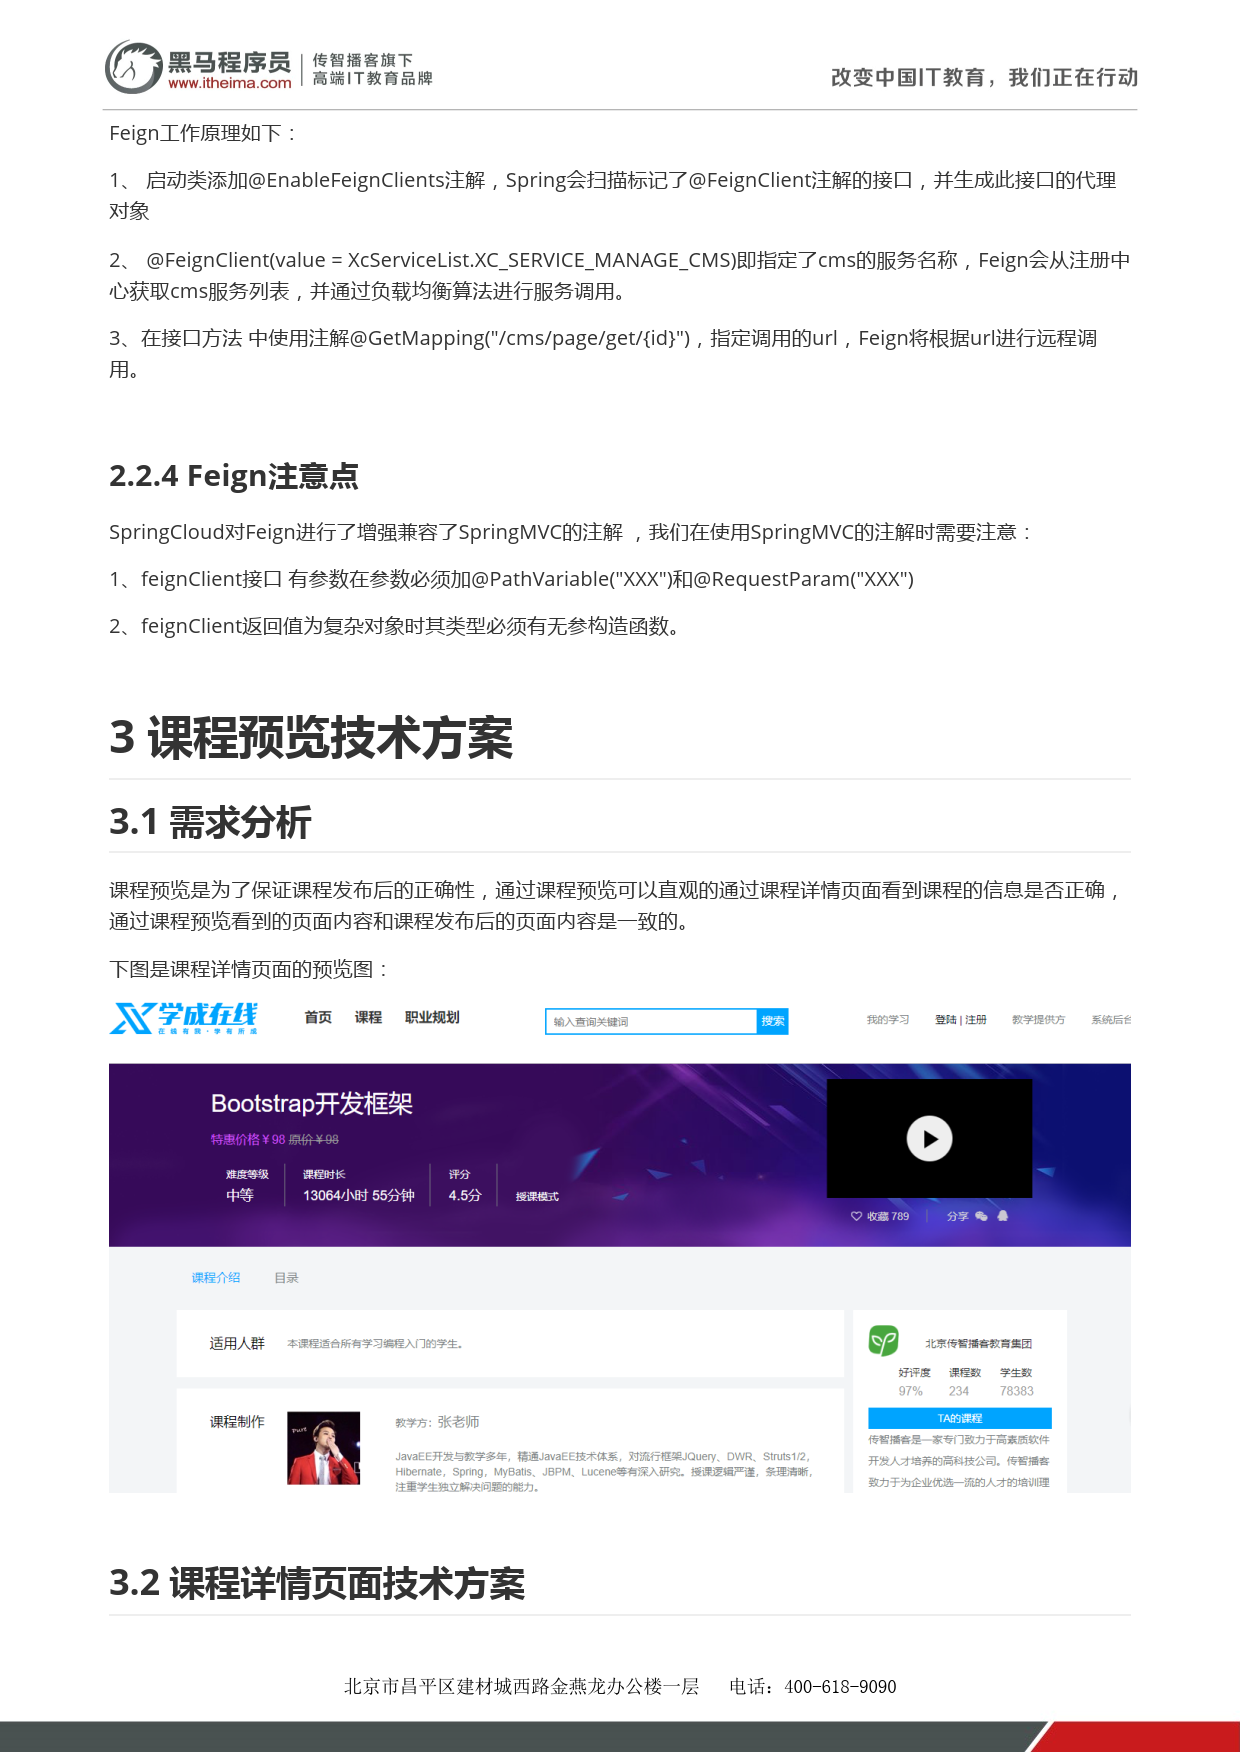 黑马程序员
www.itheima.com
传智播客旗下
高端IT教育品牌
改变中国IT教育，我们正在行动
Feign工作原理如下：
1、 启动类添加@EnableFeignClients注解，Spring会扫描标记了@FeignClient注解的接口，并生成此接口的代理
对象
2、 @FeignClient(value = XcServiceList.XC_SERVICE_MANAGE_CMS)即指定了cms的服务名称，Feign会从注册中
心获取cms服务列表，并通过负载均衡算法进行服务调用。
3、在接口方法 中使用注解@GetMapping("/cms/page/get/{id}")，指定调用的url，Feign将根据url进行远程调
用。
2.2.4 Feign注意点
SpringCloud对Feign进行了增强兼容了SpringMVC的注解 ，我们在使用SpringMVC的注解时需要注意：
1、feignClient接口 有参数在参数必须加@PathVariable("XXX")和@RequestParam("XXX")
2、feignClient返回值为复杂对象时其类型必须有无参构造函数。
3 课程预览技术方案
3.1 需求分析
课程预览是为了保证课程发布后的正确性，通过课程预览可以直观的通过课程详情页面看到课程的信息是否正确，
通过课程预览看到的页面内容和课程发布后的页面内容是一致的。
下图是课程详情页面的预览图：
学成在线
在线有趣·学有所成
首页 课程 职业规划 输入查询关键词 搜索 我的学习 登陆 | 注册 教学提供方 系统后台
Bootstrap开发框架
特惠价格￥98 原价￥98
难度等级 课程时长 评分
中等 13064小时 55分钟 4.5分 授课模式
收藏 789 分享
课程介绍 目录
适用人群 本课程适合所有学习编程入门的学生。
北京传智播客教育集团
好评度 课程数 学生数
97% 234 78383
TA的课程
传智播客是一家专门致力于高素质软件
开发人才培养的高科技公司。传智播客
致力于为企业优选一流的人才的培训理
课程制作
教学方：张老师
JavaEE开发与教学多年，精通JavaEE技术体系，对流行框架JQuery、DWR、Struts1/2，
Hibernate，Spring，MyBatis、JBPM、Lucene等有深入研究。授课逻辑严谨，条理清晰，
注重学生独立解决问题的能力。
3.2 课程详情页面技术方案
北京市昌平区建材城西路金燕龙办公楼一层 电话：400-618-9090